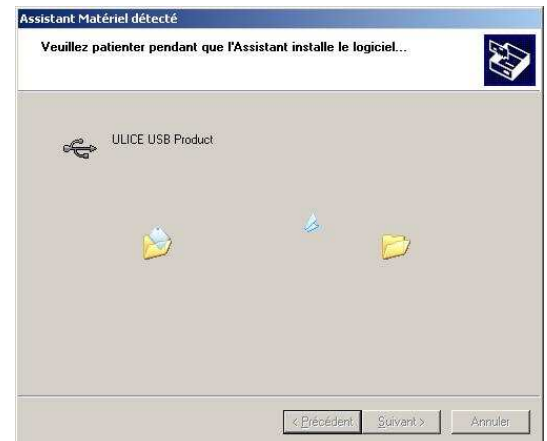 Assistant Matériel détecté
Veuillez patienter pendant que l'Assistant installe le logiciel...
ULICE USB Product
< Précédent
Suivant >
Annuler